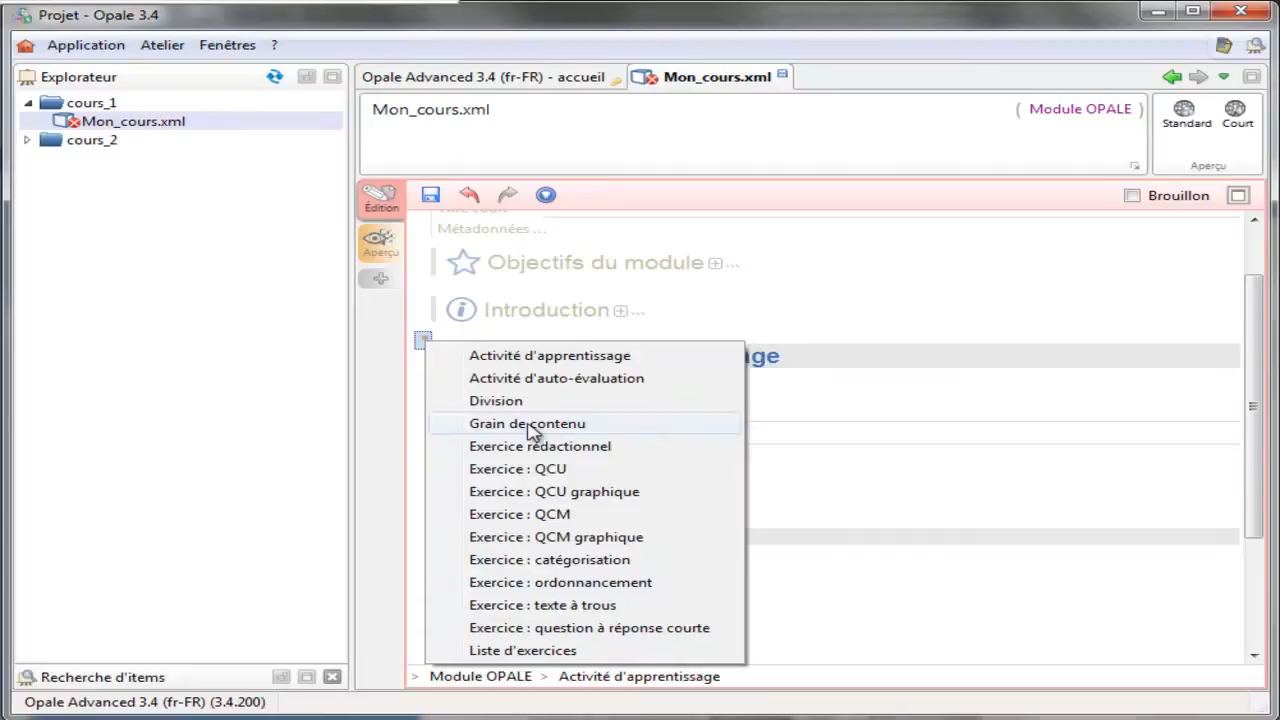 Projet - Opale 3.4
Application Atelier Fenêtres ?
Explorateur
cours_1
Mon_cours.xml
cours_2
Opale Advanced 3.4 (fr-FR) - accueil
Mon_cours.xml
Mon_cours.xml
( Module OPALE )
Standard Court
Aperçu
Édition
Aperçu
Brouillon
Métadonnées ...
Objectifs du module ...
Introduction ...
Activité d'apprentissage
Activité d'auto-évaluation
Division
Grain de contenu
Exercice rédactionnel
Exercice : QCU
Exercice : QCU graphique
Exercice : QCM
Exercice : QCM graphique
Exercice : catégorisation
Exercice : ordonnancement
Exercice : texte à trous
Exercice : question à réponse courte
Liste d'exercices
> Module OPALE > Activité d'apprentissage
Recherche d'items
Opale Advanced 3.4 (fr-FR) (3.4.200)